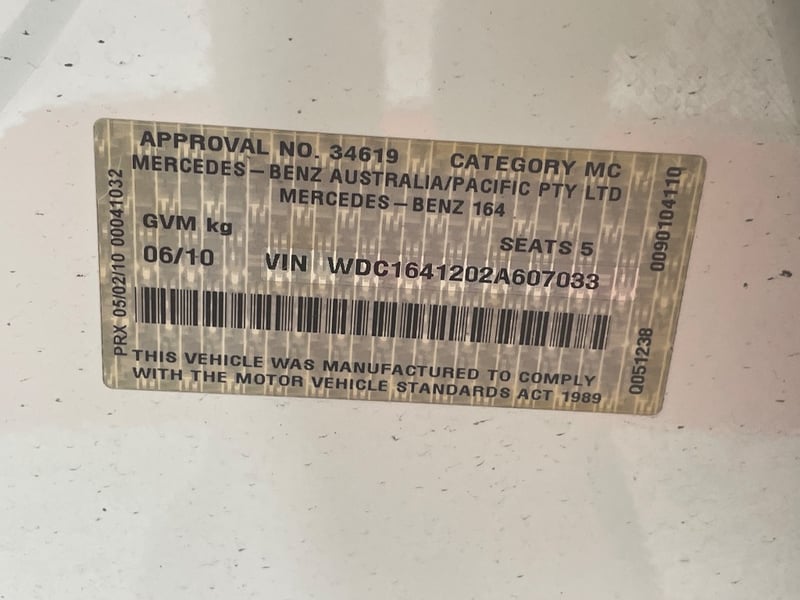 APPROVAL NO. 34619 CATEGORY MC
MERCEDES-BENZ AUSTRALIA/PACIFIC PTY LTD
MERCEDES-BENZ 164
GVM kg SEATS 5
06/10 VIN WDC1641202A607033
THIS VEHICLE WAS MANUFACTURED TO COMPLY
WITH THE MOTOR VEHICLE STANDARDS ACT 1989
PRX 05/02/10 00041032
0090104110
Q051238